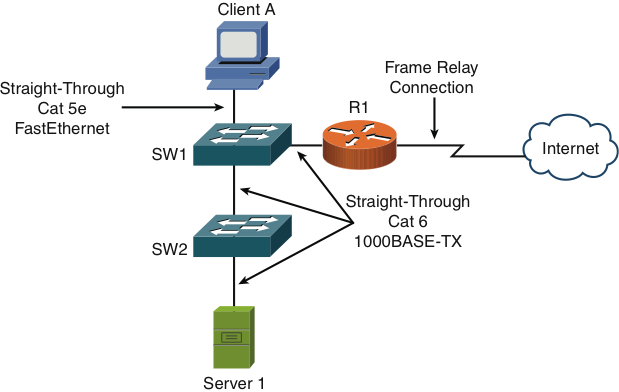 Client A
Straight-Through
Cat 5e
FastEthernet
Frame Relay
Connection
R1
SW1
Internet
Straight-Through
Cat 6
1000BASE-TX
SW2
Server 1